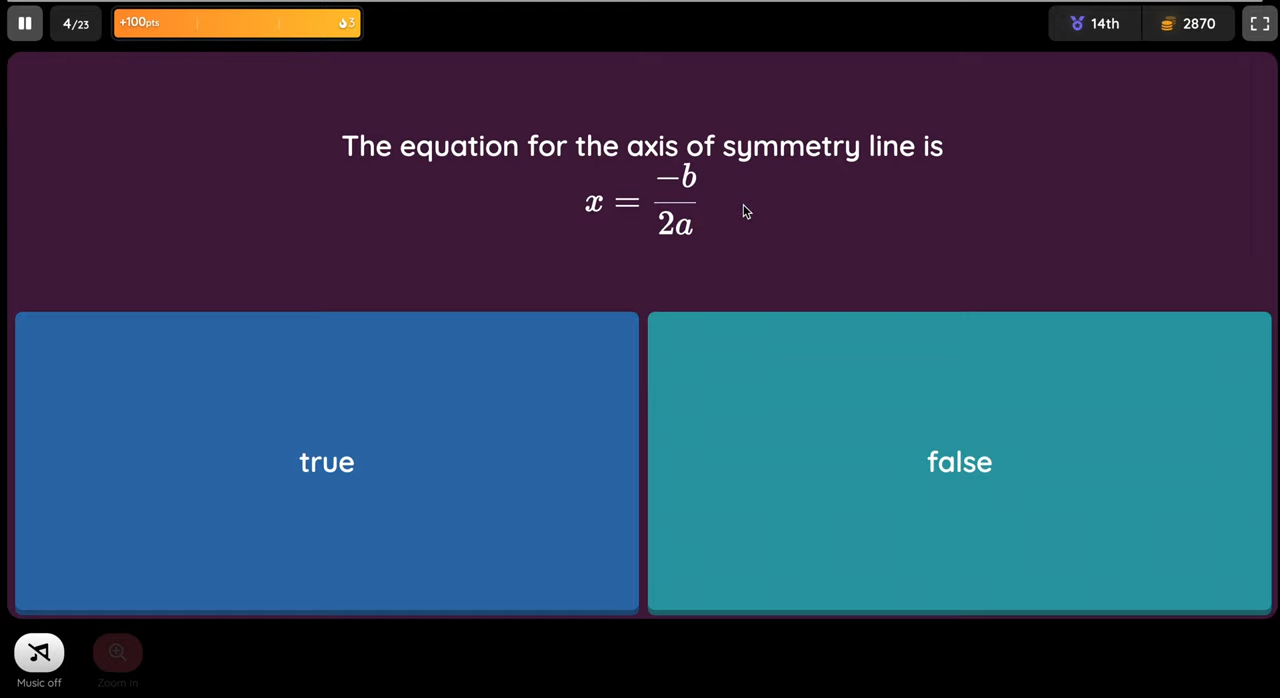 4/23
+100pts
3
14th
2870
The equation for the axis of symmetry line is
x = −b/2a
true
false
Music off
Zoom in